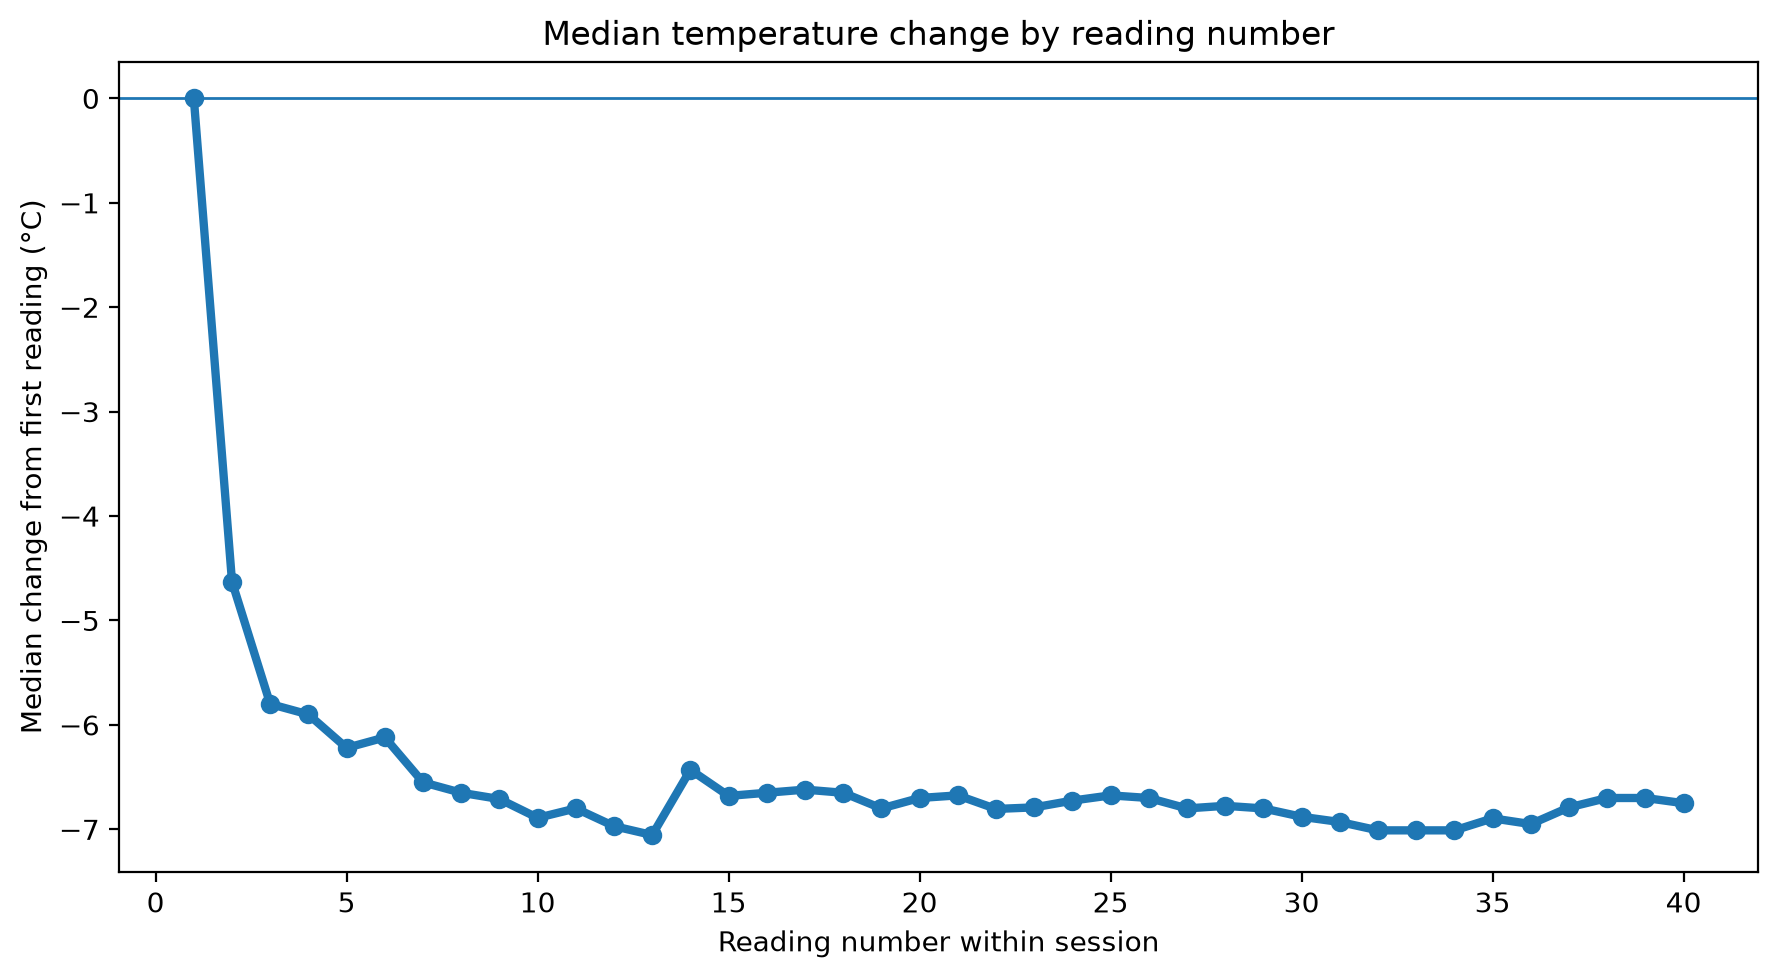 Median temperature change by reading number
Median change from first reading (°C)
0
−1
−2
−3
−4
−5
−6
−7
0 5 10 15 20 25 30 35 40
Reading number within session